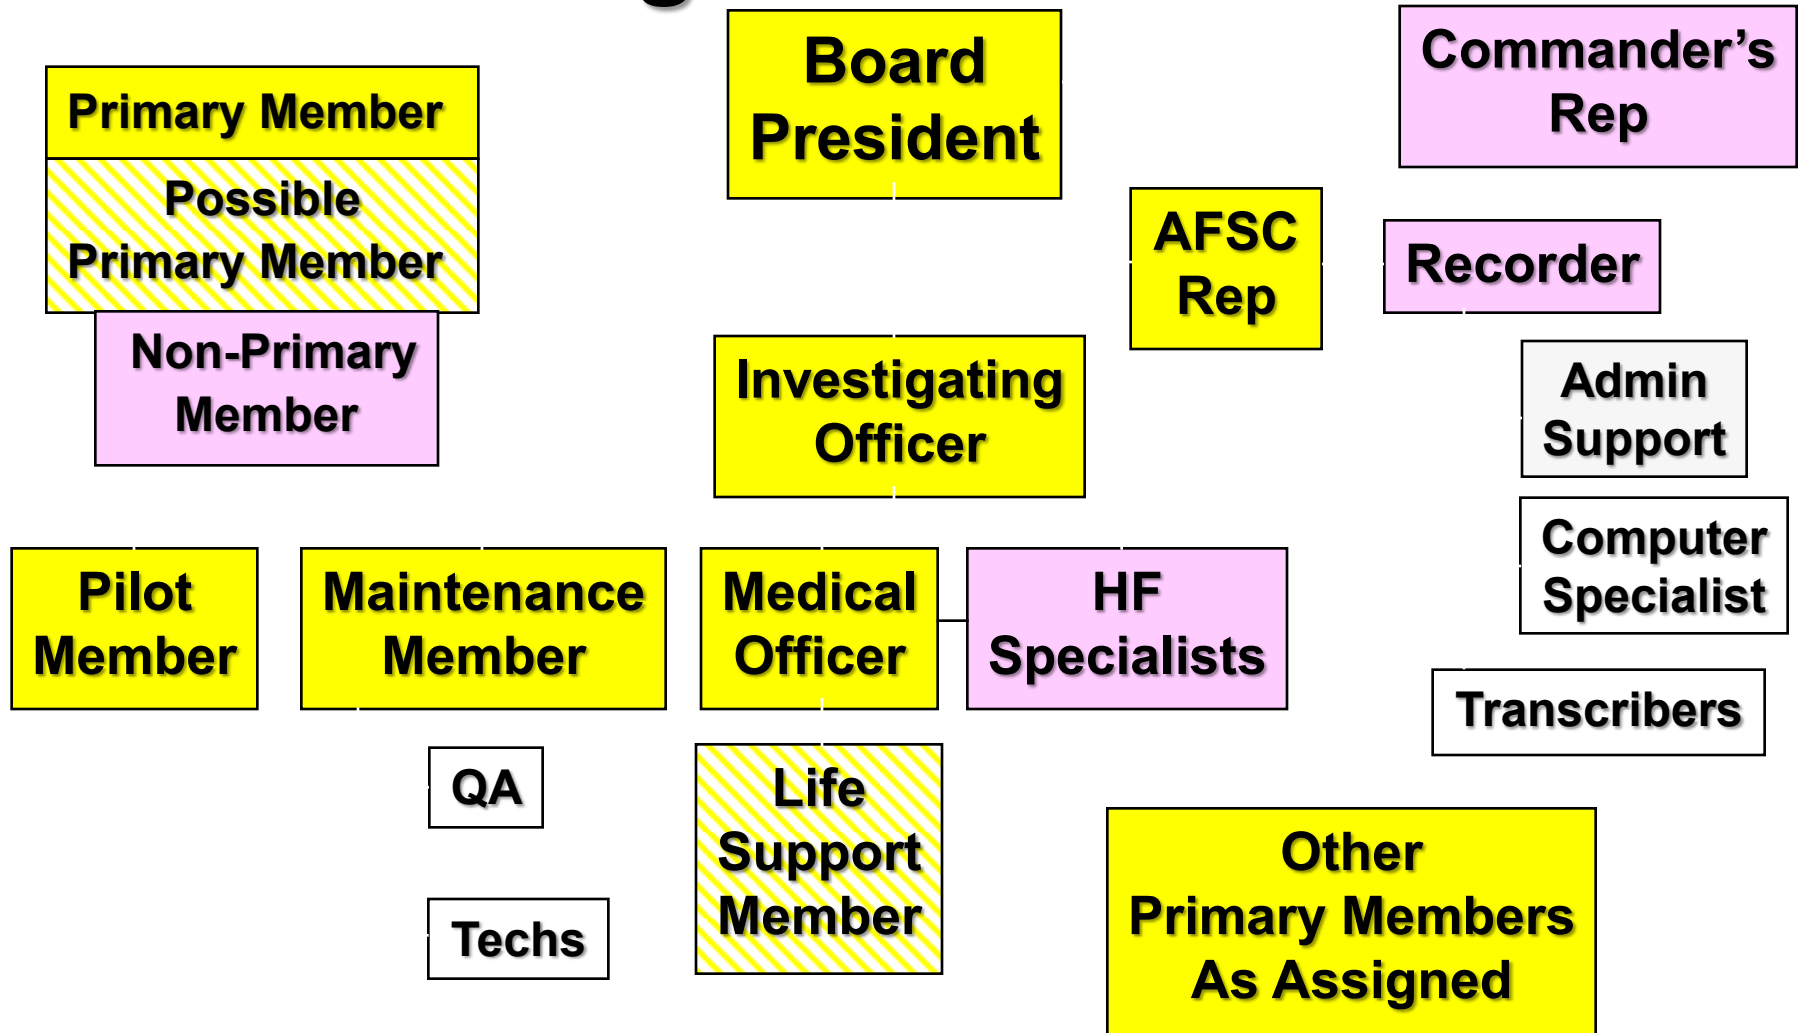 Board
President
Commander’s
Rep
Primary Member
Possible
Primary Member
Non-Primary
Member
AFSC
Rep
Recorder
Investigating
Officer
Admin
Support
Computer
Specialist
Transcribers
Pilot
Member
Maintenance
Member
Medical
Officer
HF
Specialists
QA
Techs
Life
Support
Member
Other
Primary Members
As Assigned